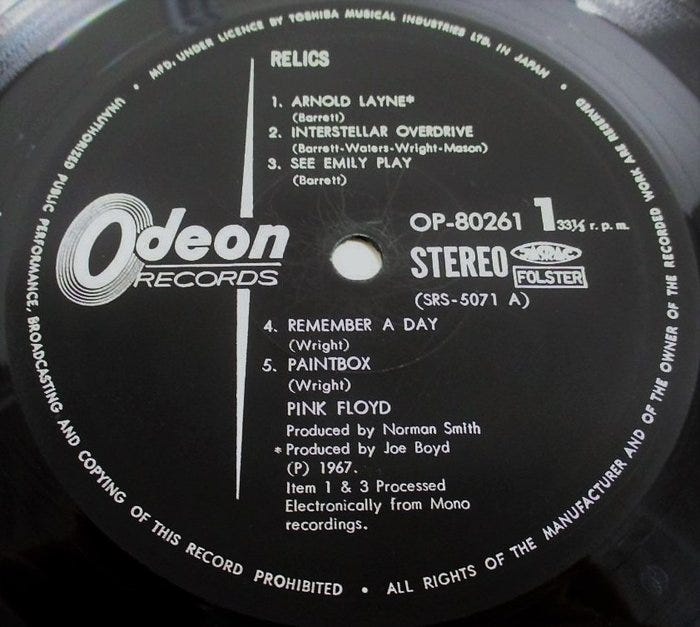 MFD. UNDER LICENCE BY TOSHIBA MUSICAL INDUSTRIES LTD. IN JAPAN
RELICS
1. ARNOLD LAYNE*
(Barrett)
2. INTERSTELLAR OVERDRIVE
(Barrett-Waters-Wright-Mason)
3. SEE EMILY PLAY
(Barrett)
Odeon
RECORDS
OP-80261 1 33⅓ r. p. m.
STEREO
FOLSTER
(SRS-5071 A)
4. REMEMBER A DAY
(Wright)
5. PAINTBOX
(Wright)
PINK FLOYD
Produced by Norman Smith
* Produced by Joe Boyd
(P) 1967.
Item 1 & 3 Processed
Electronically from Mono
recordings.
ALL RIGHTS OF THE MANUFACTURER AND OF THE OWNER OF THE RECORDED WORK ARE RESERVED
UNAUTHORIZED PUBLIC PERFORMANCE, BROADCASTING AND COPYING OF THIS RECORD PROHIBITED